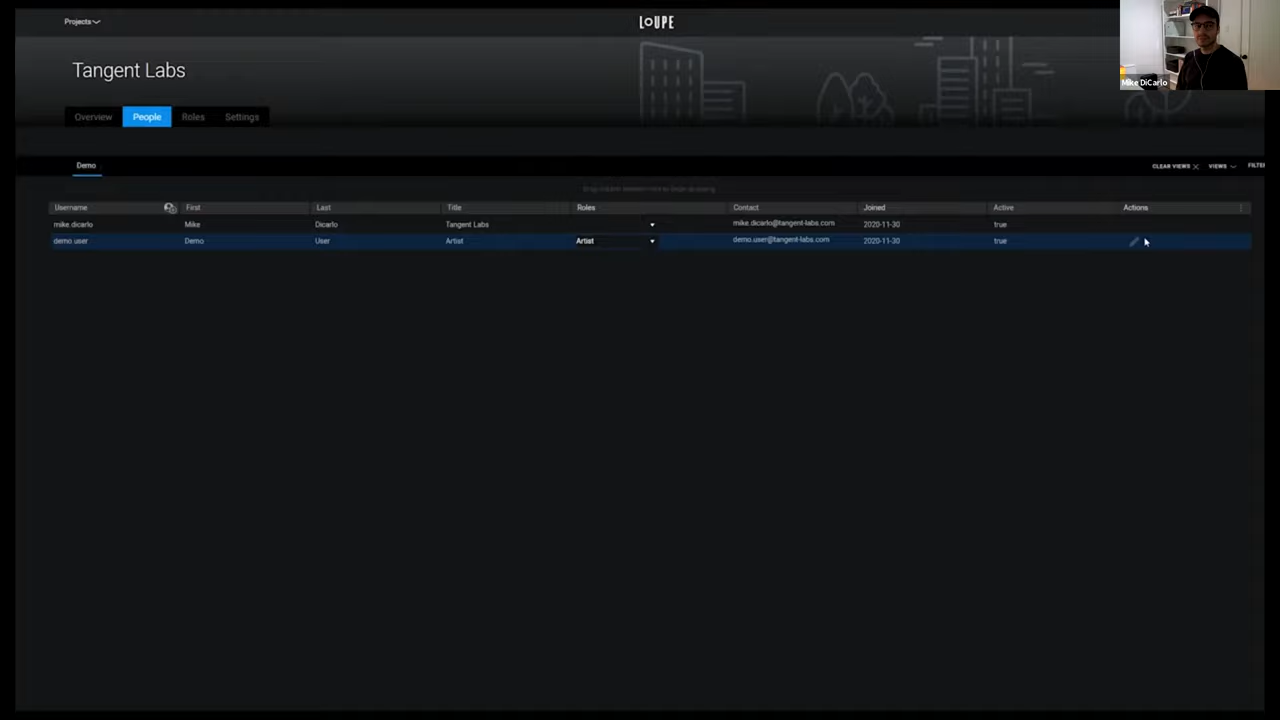 Projects
LOUPE
Mike DiCarlo
Tangent Labs
Overview People Roles Settings
Demo CLEAR VIEWS VIEWS
Username First Last Title Roles Contact Joined Active Actions
mike.dicarlo Mike Dicarlo Tangent Labs mike.dicarlo@tangent-labs.com 2020-11-30 true
demo.user Demo User Artist Artist demo.user@tangent-labs.com 2020-11-30 true